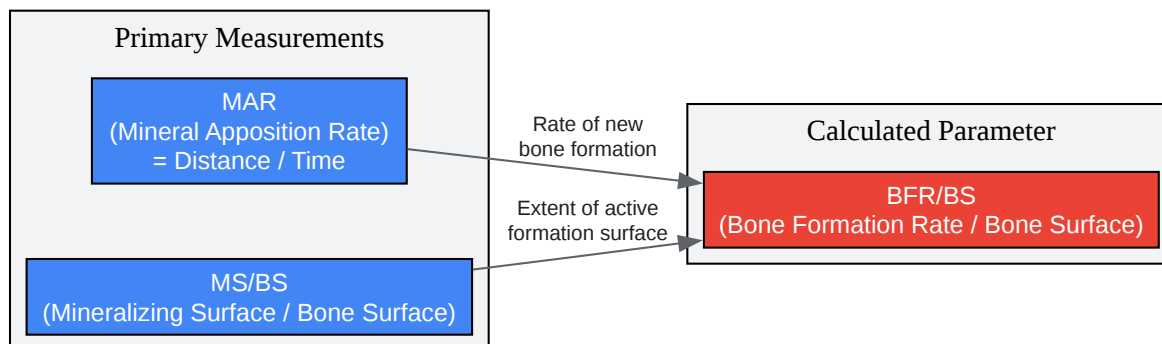 Primary Measurements
MAR
(Mineral Apposition Rate)
= Distance / Time
MS/BS
(Mineralizing Surface / Bone Surface)
Rate of new
bone formation
Extent of active
formation surface
Calculated Parameter
BFR/BS
(Bone Formation Rate / Bone Surface)